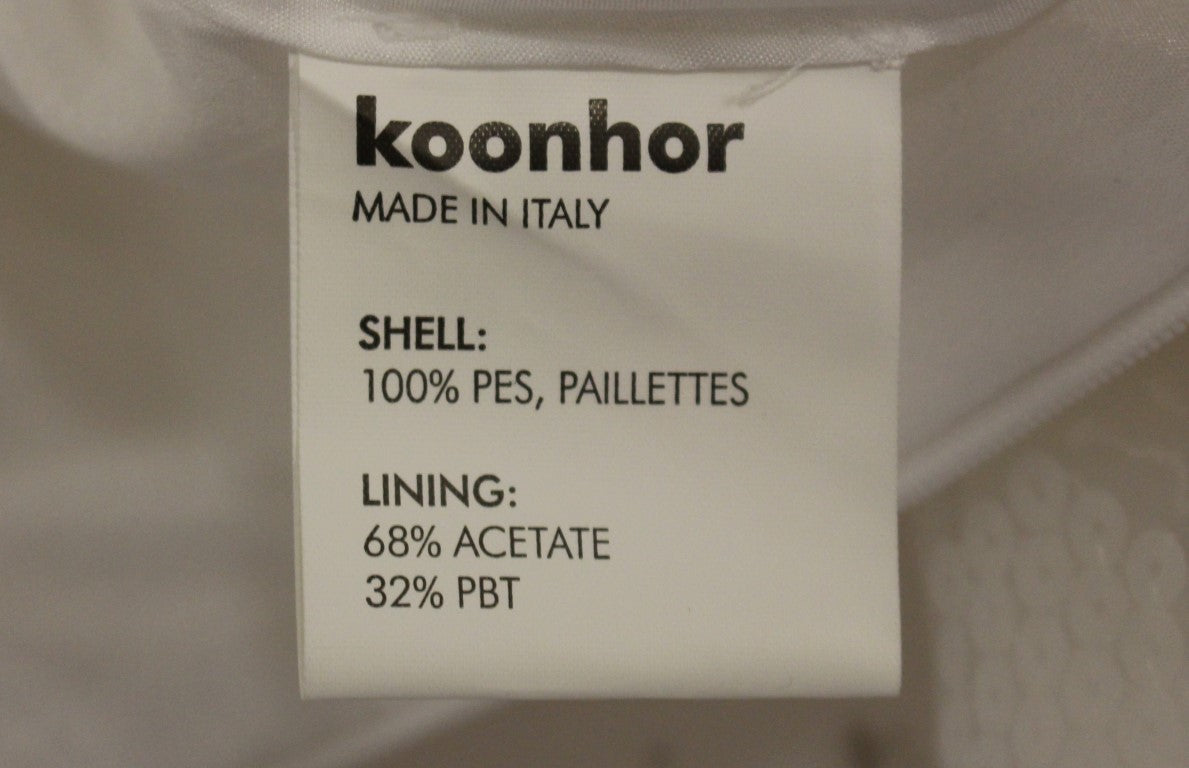 koonhor
MADE IN ITALY
SHELL:
100% PES, PAILLETTES
LINING:
68% ACETATE
32% PBT